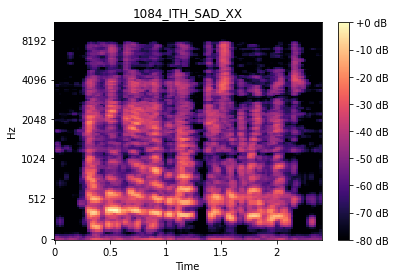 1084_ITH_SAD_XX
8192
4096
2048
1024
512
0
Hz
0 0.5 1 1.5 2
Time
+0 dB
-10 dB
-20 dB
-30 dB
-40 dB
-50 dB
-60 dB
-70 dB
-80 dB